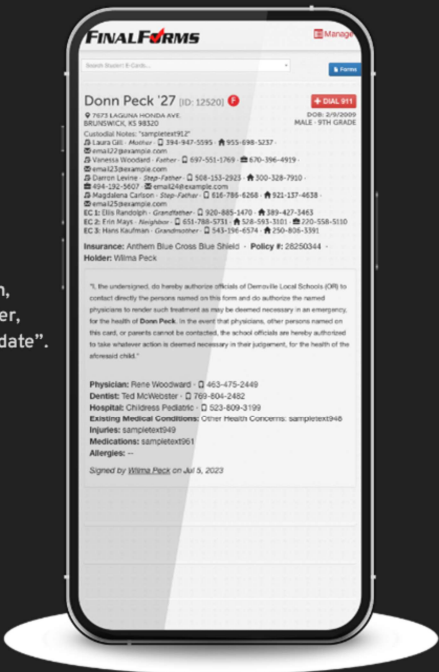 FINALFORMS
Manage
Search Student E-Cards...
Forms
Donn Peck '27 [ID: 12520] F
+ DIAL 911
7673 LAGUNA HONDA AVE.
BRUNSWICK, KS 98320
DOB: 2/9/2009
MALE - 9TH GRADE
Custodial Notes: "sampletext912"
Laura Gill - Mother - 394-947-5595 - 955-698-5237 -
email22@example.com
Vanessa Woodard - Father - 697-551-1769 - 670-396-4919 -
email23@example.com
Darron Levine - Step-Father - 508-153-2923 - 300-328-7910 -
494-192-5607 - email24@example.com
Magdalena Carlson - Step-Father - 616-786-6268 - 921-137-4638 -
email25@example.com
EC 1: Ellis Randolph - Grandfather - 920-885-1470 - 389-427-3463
EC 2: Erin Mays - Neighbor - 651-788-5731 - 528-593-3101 - 220-558-5110
EC 3: Hans Kaufman - Grandmother - 543-196-6574 - 250-806-3391
Insurance: Anthem Blue Cross Blue Shield - Policy #: 28250344 -
Holder: Wilma Peck
"I, the undersigned, do hereby authorize officials of Demoville Local Schools (OR) to
contact directly the persons named on this form and do authorize the named
physicians to render such treatment as may be deemed necessary in an emergency,
for the health of Donn Peck. In the event that physicians, other persons named on
this card, or parents cannot be contacted, the school officials are hereby authorized
to take whatever action is deemed necessary in their judgement, for the health of the
aforesaid child."
Physician: Rene Woodward - 463-475-2449
Dentist: Ted McWebster - 769-804-2482
Hospital: Childress Pediatric - 523-809-3199
Existing Medical Conditions: Other Health Concerns: sampletext948
Injuries: sampletext949
Medications: sampletext961
Allergies: --
Signed by Wilma Peck on Jul 5, 2023
date".